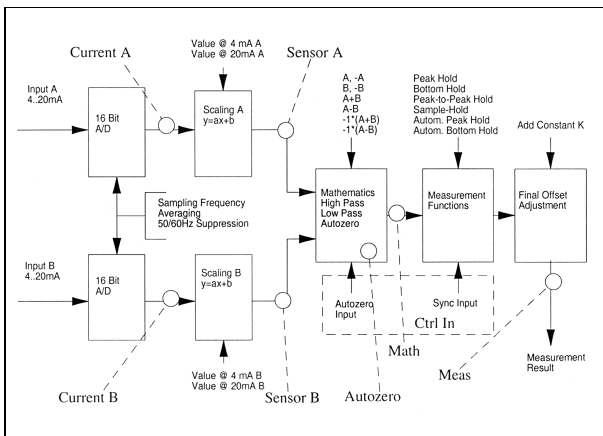 Current A
Value @ 4 mA A
Value @ 20mA A
Sensor A
A, -A
B, -B
A+B
A-B
-1*(A+B)
-1*(A-B)
Peak Hold
Bottom Hold
Peak-to-Peak Hold
Sample-Hold
Autom. Peak Hold
Autom. Bottom Hold
Add Constant K
Input A
4..20mA
16 Bit
A/D
Scaling A
y=ax+b
Sampling Frequency
Averaging
50/60Hz Suppression
Mathematics
High Pass
Low Pass
Autozero
Measurement
Functions
Final Offset
Adjustment
Input B
4..20mA
16 Bit
A/D
Scaling B
y=ax+b
Autozero
Input
Sync Input
Ctrl In
Math
Meas
Measurement
Result
Value @ 4 mA B
Value @ 20mA B
Current B
Sensor B
Autozero